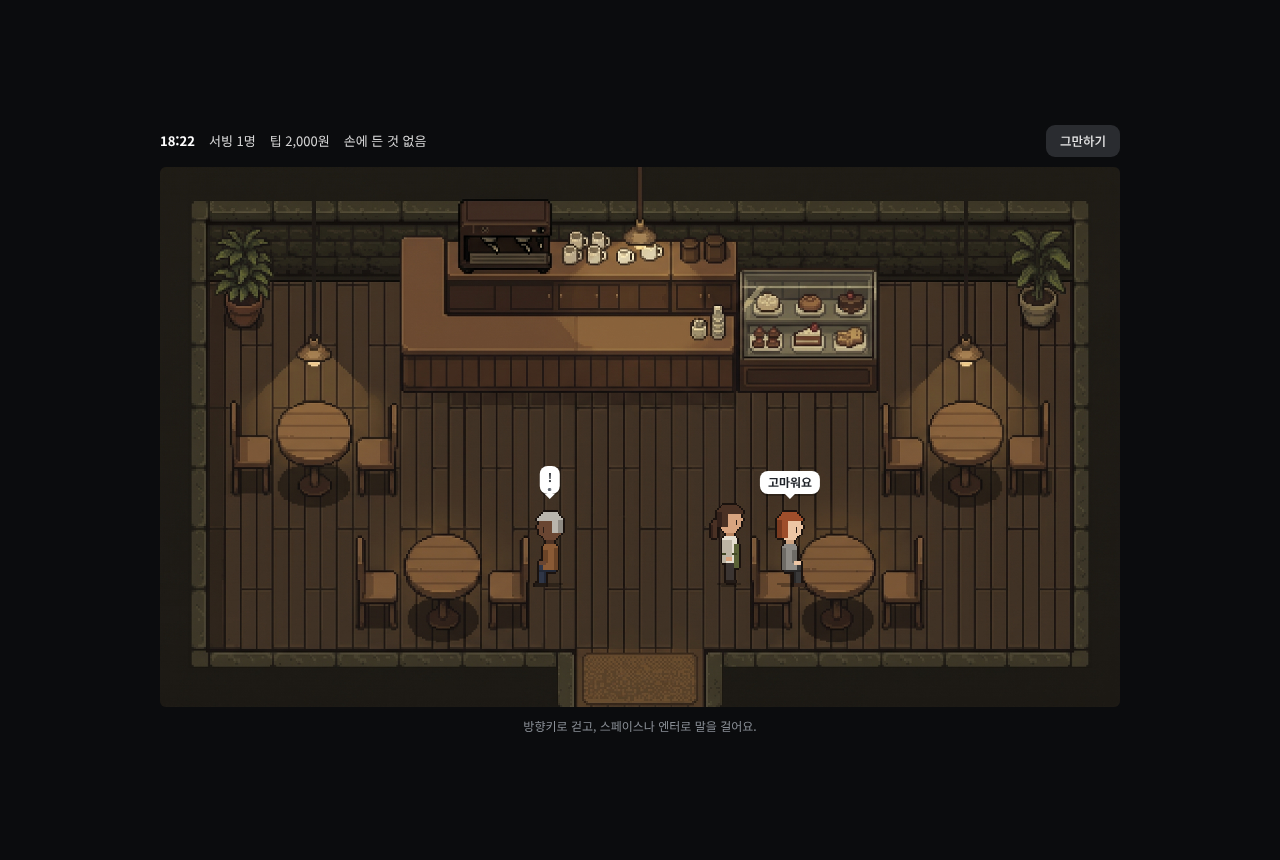 18:22 서빙 1명 팁 2,000원 손에 든 것 없음 그만하기
!
고마워요
방향키로 걷고, 스페이스나 엔터로 말을 걸어요.